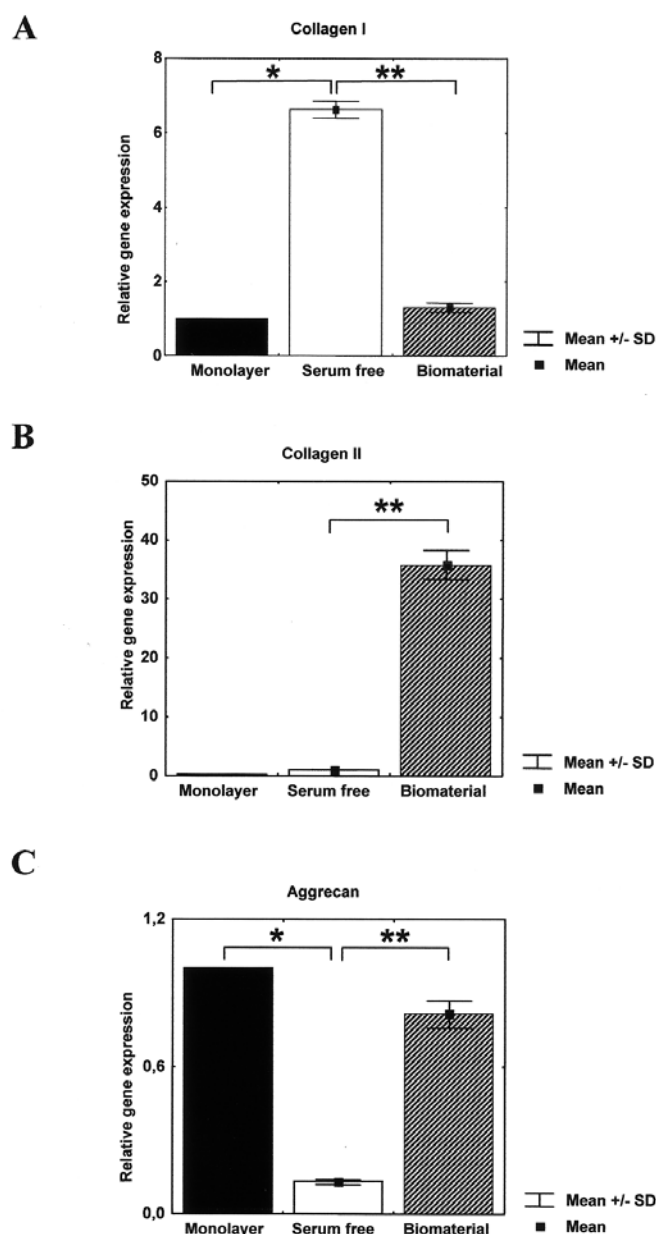 A
Collagen I
* **
8
6
4
2
0
Relative gene expression
Monolayer Serum free Biomaterial
Mean +/- SD
Mean
B
Collagen II
**
50
40
30
20
10
0
Relative gene expression
Monolayer Serum free Biomaterial
Mean +/- SD
Mean
C
Aggrecan
* **
1,2
0,6
0,0
Relative gene expression
Monolayer Serum free Biomaterial
Mean +/- SD
Mean